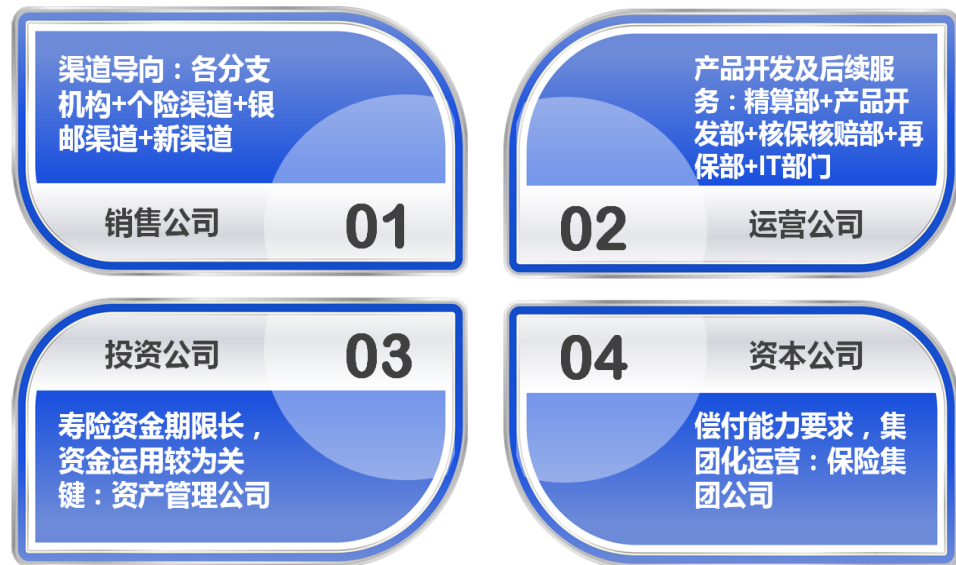 渠道导向：各分支
机构+个险渠道+银
邮渠道+新渠道
销售公司
01
产品开发及后续服
务：精算部+产品开
发部+核保核赔部+再
保部+IT部门
02
运营公司
投资公司
03
寿险资金期限长，
资金运用较为关
键：资产管理公司
04
资本公司
偿付能力要求，集
团化运营：保险集
团公司